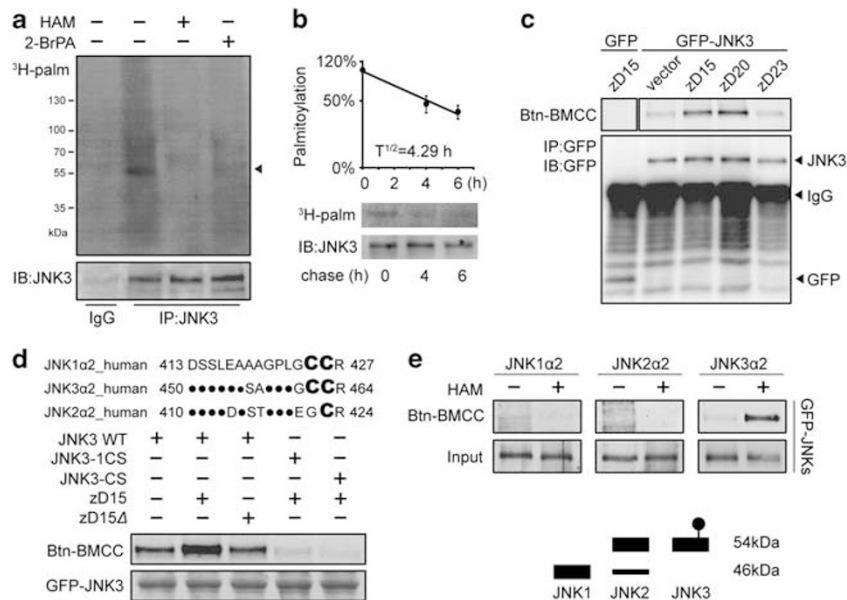 a
HAM – – + –
2-BrPA – – – +
³H-palm
130
100
70
55
35
kDa
IB:JNK3
IgG IP:JNK3
b
Palmitoylation
120%
50%
0%
T¹/²=4.29 h
0 2 4 6 (h)
³H-palm
IB:JNK3
chase (h) 0 4 6
c
GFP GFP-JNK3
zD15 vector zD15 zD20 zD23
Btn-BMCC
IP:GFP
IB:GFP
JNK3
IgG
GFP
d
JNK1α2_human 413 DSSLEAAAGPLGCCR 427
JNK3α2_human 450 ●●●●●●SA●●●GCCR 464
JNK2α2_human 410 ●●●●D●ST●●●EGCR 424
JNK3 WT + + + – –
JNK3-1CS – – – + –
JNK3-CS – – – – +
zD15 – + – + +
zD15Δ – – + – –
Btn-BMCC
GFP-JNK3
e
JNK1α2 JNK2α2 JNK3α2
HAM – + – + – +
Btn-BMCC
Input
GFP-JNKs
54kDa
46kDa
JNK1 JNK2 JNK3